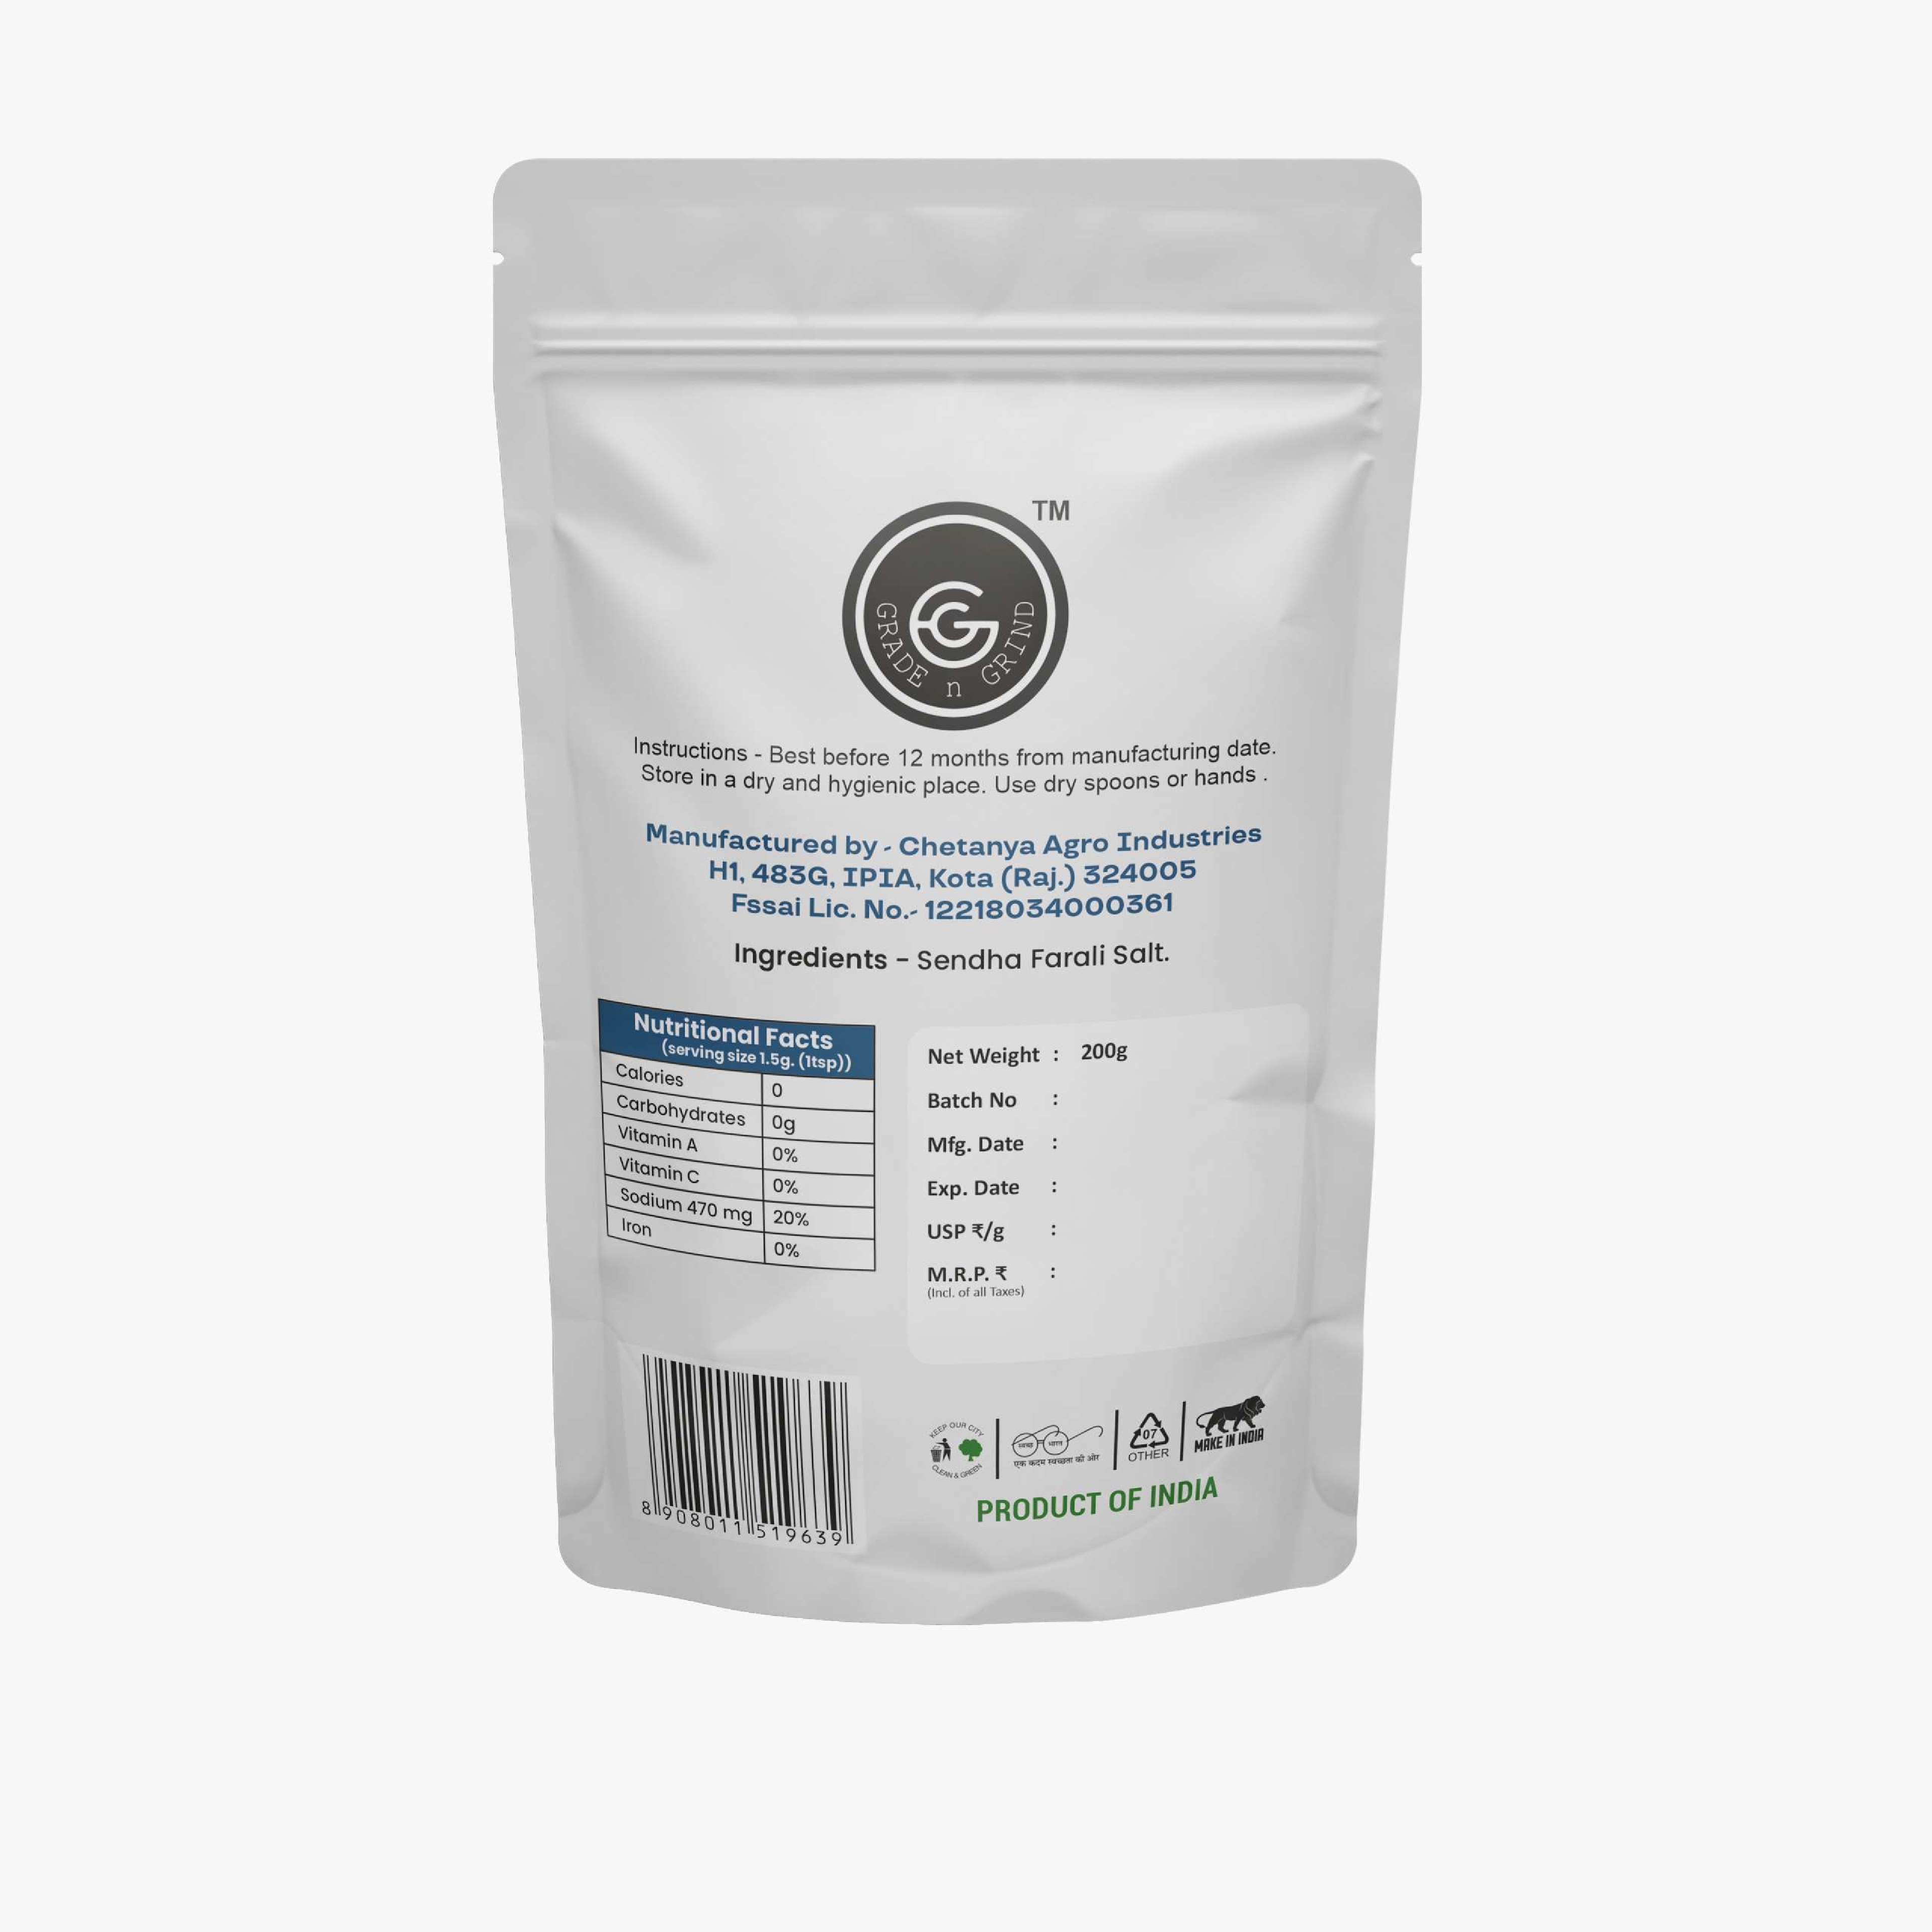 TM
GRADE n GRIND
Instructions - Best before 12 months from manufacturing date.
Store in a dry and hygienic place. Use dry spoons or hands .
Manufactured by - Chetanya Agro Industries
H1, 483G, IPIA, Kota (Raj.) 324005
Fssai Lic. No.- 12218034000361
Ingredients - Sendha Farali Salt.
Nutritional Facts
(serving size 1.5g. (1tsp))
Calories 0
Carbohydrates 0g
Vitamin A 0%
Vitamin C 0%
Sodium 470 mg 20%
Iron 0%
Net Weight : 200g
Batch No :
Mfg. Date :
Exp. Date :
USP ₹/g :
M.R.P. ₹ :
(Incl. of all Taxes)
8 908011 519639
KEEP OUR CITY
CLEAN & GREEN
स्वच्छ भारत
एक कदम स्वच्छता की ओर
07
OTHER
MAKE IN INDIA
PRODUCT OF INDIA